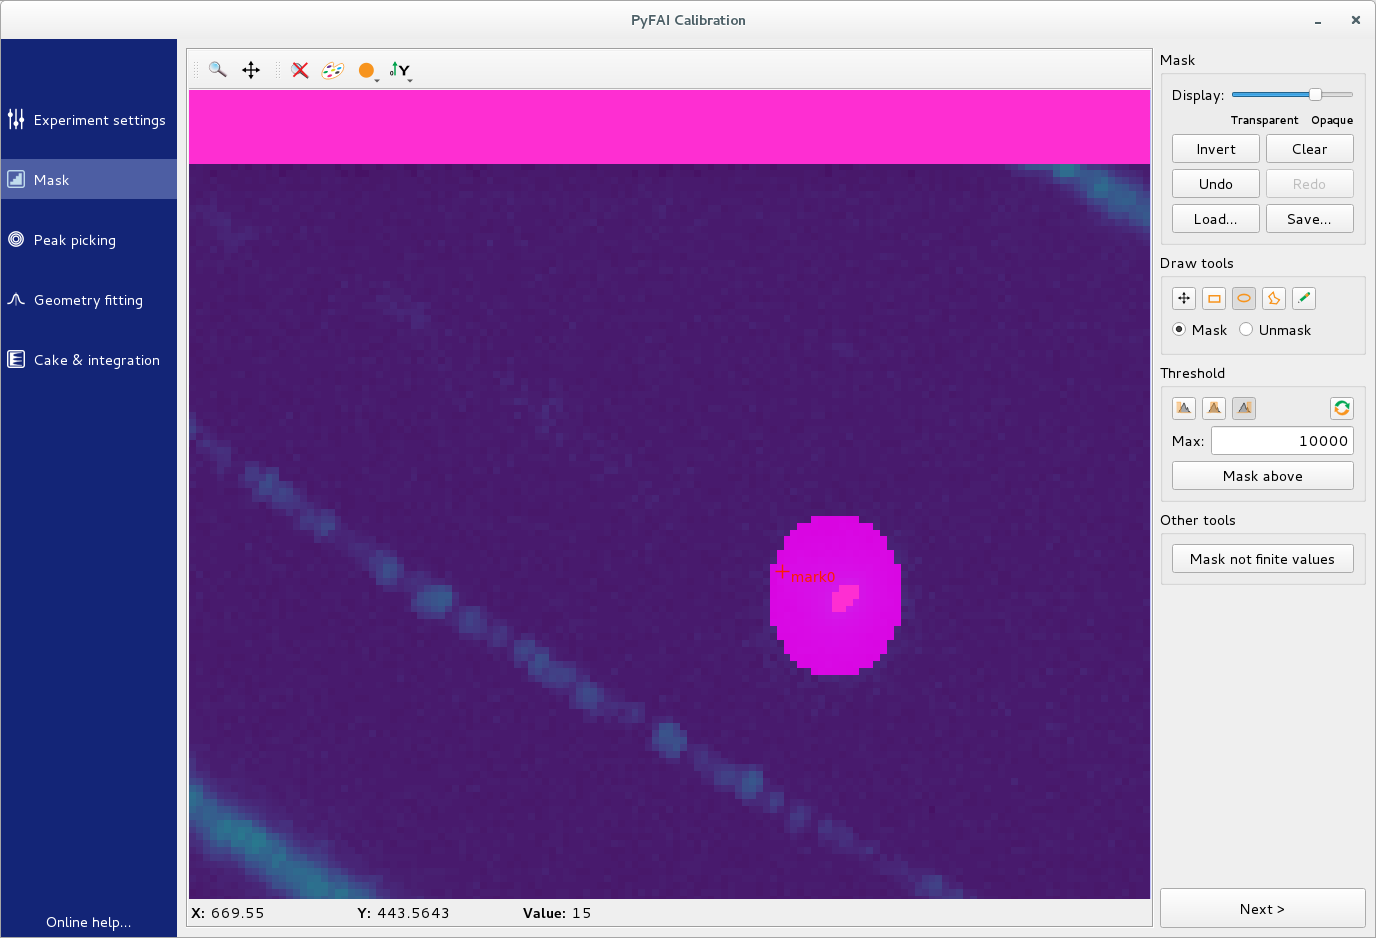 PyFAI Calibration
Experiment settings
Mask
Peak picking
Geometry fitting
Cake & integration
Online help...
Y
mark0
X: 669.55 Y: 443.5643 Value: 15
Mask
Display:
Transparent Opaque
Invert Clear
Undo Redo
Load... Save...
Draw tools
Mask Unmask
Threshold
Max: 10000
Mask above
Other tools
Mask not finite values
Next >